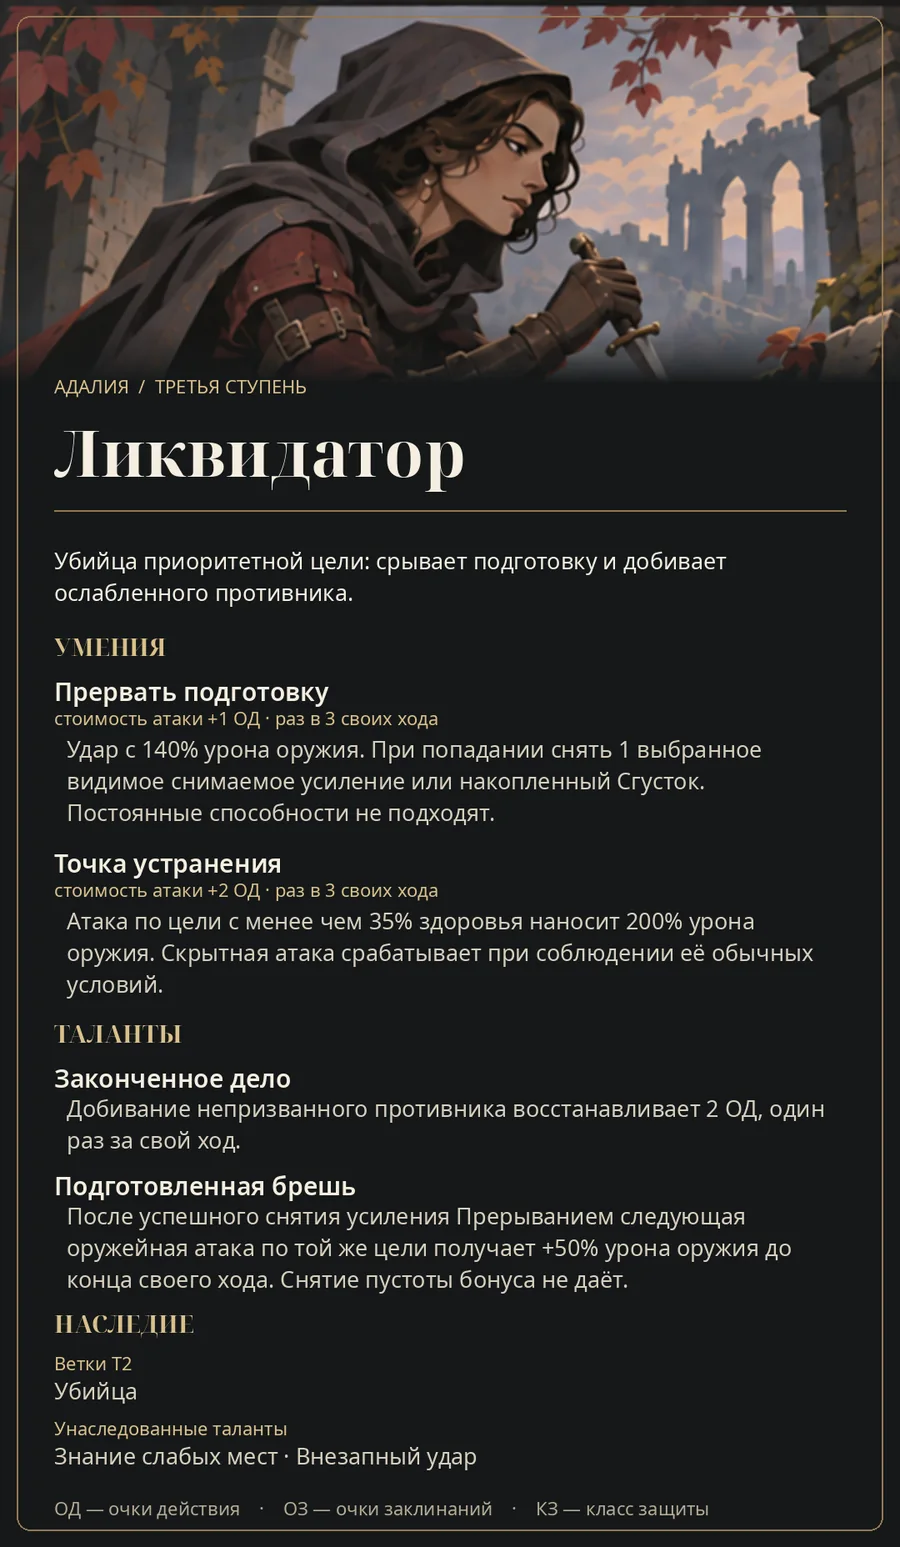 АДАЛИЯ / ТРЕТЬЯ СТУПЕНЬ
Ликвидатор
Убийца приоритетной цели: срывает подготовку и добивает
ослабленного противника.
УМЕНИЯ
Прервать подготовку
стоимость атаки +1 ОД · раз в 3 своих хода
Удар с 140% урона оружия. При попадании снять 1 выбранное
видимое снимаемое усиление или накопленный Сгусток.
Постоянные способности не подходят.
Точка устранения
стоимость атаки +2 ОД · раз в 3 своих хода
Атака по цели с менее чем 35% здоровья наносит 200% урона
оружия. Скрытная атака срабатывает при соблюдении её обычных
условий.
ТАЛАНТЫ
Законченное дело
Добивание непризванного противника восстанавливает 2 ОД, один
раз за свой ход.
Подготовленная брешь
После успешного снятия усиления Прерыванием следующая
оружейная атака по той же цели получает +50% урона оружия до
конца своего хода. Снятие пустоты бонуса не даёт.
НАСЛЕДИЕ
Ветки Т2
Убийца
Унаследованные таланты
Знание слабых мест · Внезапный удар
ОД — очки действия · ОЗ — очки заклинаний · КЗ — класс защиты